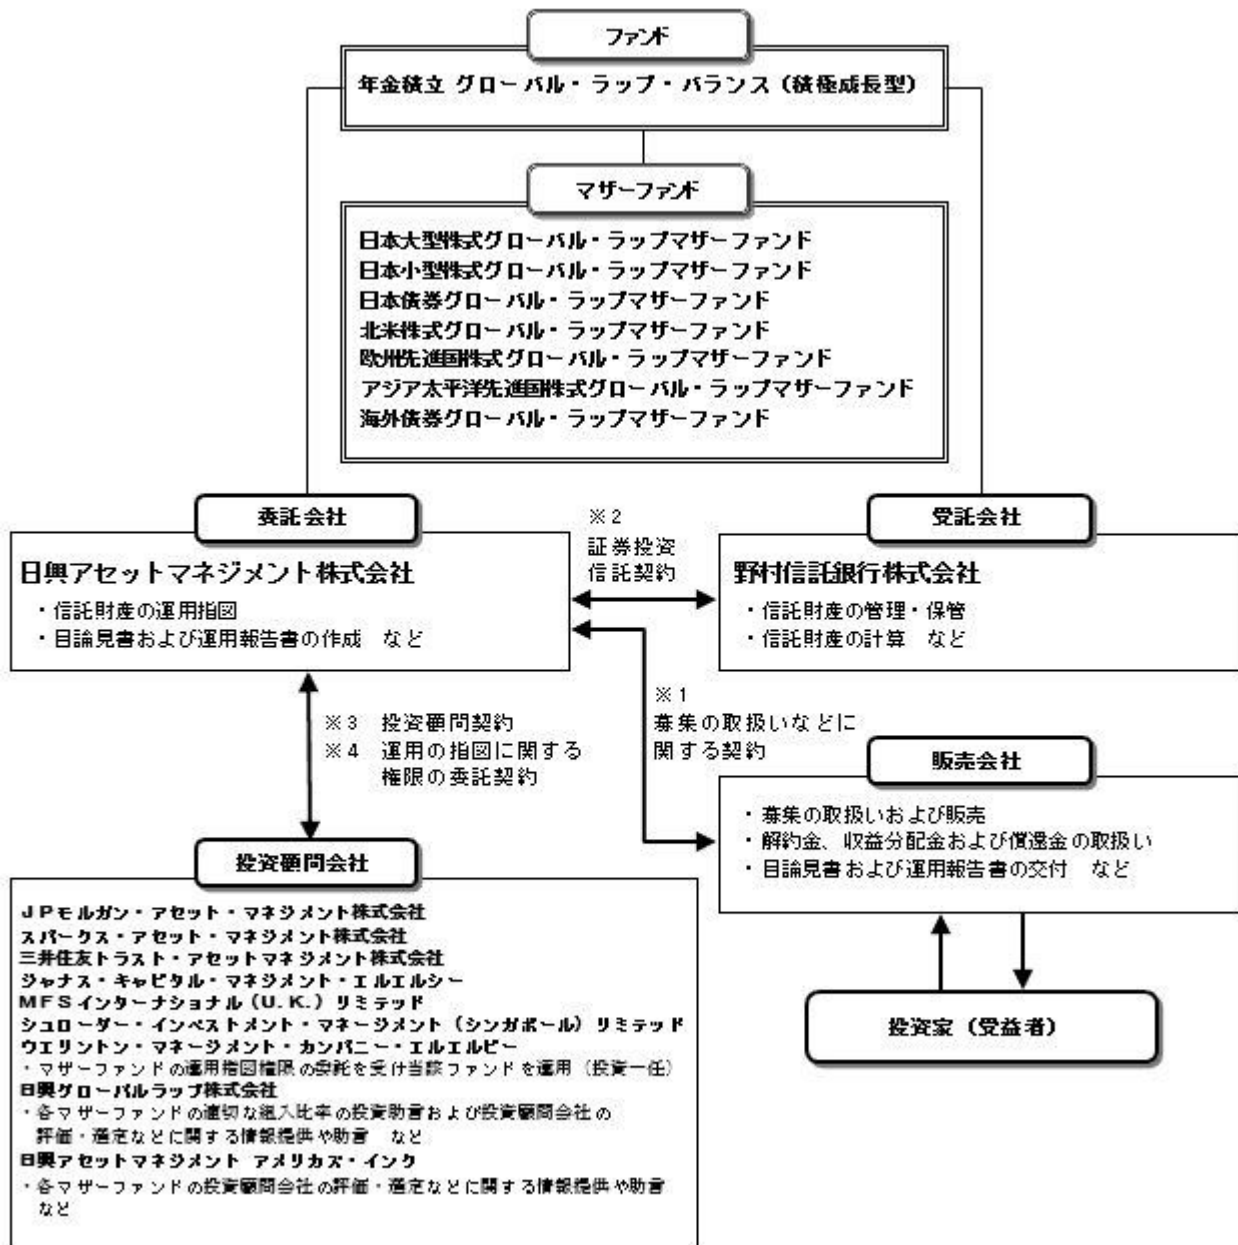 ファンド
年金積立 グローバル・ラップ・バランス（積極成長型）
マザーファンド
日本大型株式グローバル・ラップマザーファンド
日本小型株式グローバル・ラップマザーファンド
日本債券グローバル・ラップマザーファンド
北米株式グローバル・ラップマザーファンド
欧州先進国株式グローバル・ラップマザーファンド
アジア太平洋先進国株式グローバル・ラップマザーファンド
海外債券グローバル・ラップマザーファンド
委託会社
日興アセットマネジメント株式会社
・信託財産の運用指図
・目論見書および運用報告書の作成　など
※2
証券投資
信託契約
受託会社
野村信託銀行株式会社
・信託財産の管理・保管
・信託財産の計算　など
※3　投資顧問契約
※4　運用の指図に関する
権限の委託契約
※1
募集の取扱いなどに
関する契約
販売会社
・募集の取扱いおよび販売
・解約金、収益分配金および償還金の取扱い
・目論見書および運用報告書の交付　など
投資顧問会社
ＪＰモルガン・アセット・マネジメント株式会社
スパークス・アセット・マネジメント株式会社
三井住友トラスト・アセットマネジメント株式会社
ジャナス・キャピタル・マネジメント・エルエルシー
ＭＦＳインターナショナル（U.K.）リミテッド
シュローダー・インベストメント・マネージメント（シンガポール）リミテッド
ウエリントン・マネージメント・カンパニー・エルエルピー
・マザーファンドの運用指図権限の委託を受け当該ファンドを運用（投資一任）
日興グローバルラップ株式会社
・各マザーファンドの適切な組入比率の投資助言および投資顧問会社の
評価・選定などに関する情報提供や助言　など
日興アセットマネジメント アメリカズ・インク
・各マザーファンドの投資顧問会社の評価・選定などに関する情報提供や助言
など
投資家（受益者）